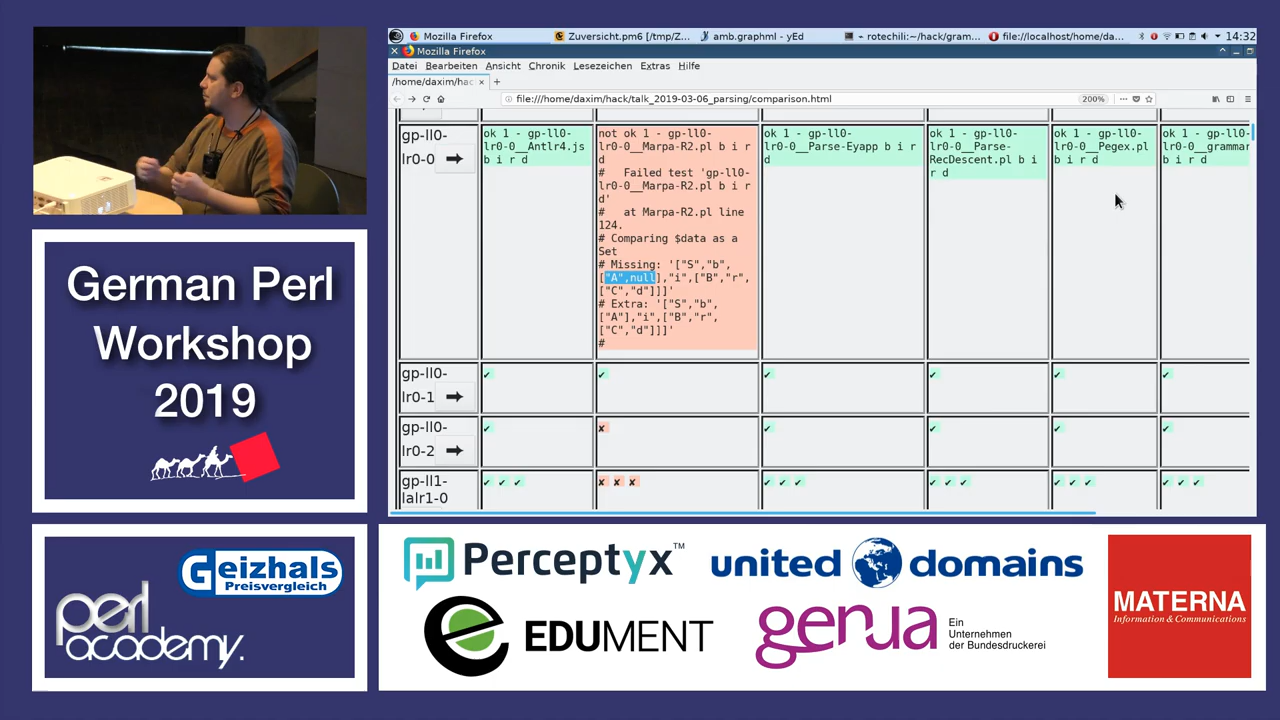 German Perl
Workshop
2019
perl
academy.
Geizhals
Preisvergleich
Mozilla Firefox
Zuversicht.pm6 [/tmp/Z...
amb.graphml - yEd
~ rotechili:~/hack/gram...
file://localhost/home/da...
14:32
Mozilla Firefox
Datei Bearbeiten Ansicht Chronik Lesezeichen Extras Hilfe
/home/daxim/hac × +
file:///home/daxim/hack/talk_2019-03-06_parsing/comparison.html
200%
gp-ll0-
lr0-0
ok 1 - gp-ll0-
lr0-0__Antlr4.js
b i r d
not ok 1 - gp-ll0-
lr0-0__Marpa-R2.pl b i r
d
# Failed test 'gp-ll0-
lr0-0__Marpa-R2.pl b i r
d'
# at Marpa-R2.pl line
124.
# Comparing $data as a
Set
# Missing: '["S","b",
["A",null],"i",["B","r",
["C","d"]]]'
# Extra: '["S","b",
["A"],"i",["B","r",
["C","d"]]]'
#
ok 1 - gp-ll0-
lr0-0__Parse-Eyapp b i r
d
ok 1 - gp-ll0-
lr0-0__Parse-
RecDescent.pl b i
r d
ok 1 - gp-ll0-
lr0-0__Pegex.pl
b i r d
ok 1 - gp-ll0-
lr0-0__grammar
b i r d
gp-ll0-
lr0-1
✔ ✔ ✔ ✔ ✔ ✔
gp-ll0-
lr0-2
✔ ✘ ✔ ✔ ✔ ✔
gp-ll1-
lalr1-0
✔ ✔ ✔ ✘ ✘ ✘ ✔ ✔ ✔ ✔ ✔ ✔ ✔ ✔ ✔ ✔ ✔ ✔
Perceptyx™
united domains
EDUMENT
genua
Ein
Unternehmen
der Bundesdruckerei
MATERNA
Information & Communications